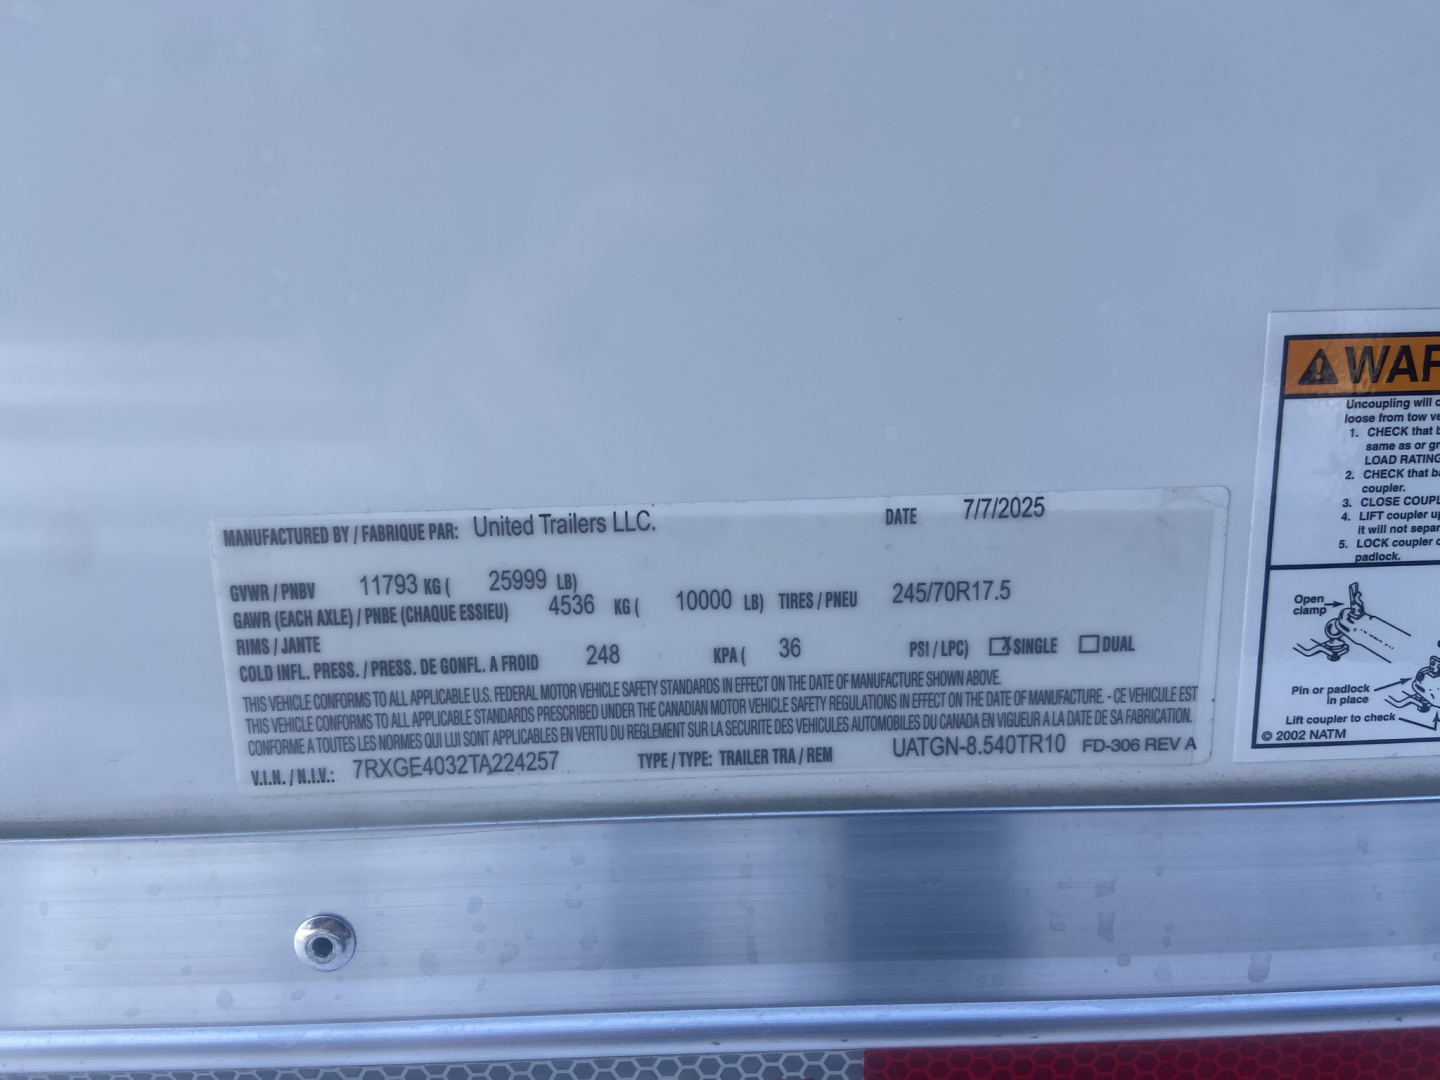 MANUFACTURED BY / FABRIQUE PAR: United Trailers LLC. DATE 7/7/2025
GVWR / PNBV 11793 KG ( 25999 LB)
GAWR (EACH AXLE) / PNBE (CHAQUE ESSIEU) 4536 KG ( 10000 LB) TIRES / PNEU 245/70R17.5
RIMS / JANTE
COLD INFL. PRESS. / PRESS. DE GONFL. A FROID 248 KPA ( 36 PSI / LPC) SINGLE DUAL
THIS VEHICLE CONFORMS TO ALL APPLICABLE U.S. FEDERAL MOTOR VEHICLE SAFETY STANDARDS IN EFFECT ON THE DATE OF MANUFACTURE SHOWN ABOVE.
THIS VEHICLE CONFORMS TO ALL APPLICABLE STANDARDS PRESCRIBED UNDER THE CANADIAN MOTOR VEHICLE SAFETY REGULATIONS IN EFFECT ON THE DATE OF MANUFACTURE. - CE VEHICULE EST
CONFORME A TOUTES LES NORMES QUI LUI SONT APPLICABLES EN VERTU DU REGLEMENT SUR LA SECURITE DES VEHICULES AUTOMOBILES DU CANADA EN VIGUEUR A LA DATE DE SA FABRICATION.
V.I.N. / N.I.V.: 7RXGE4032TA224257 TYPE / TYPE: TRAILER TRA / REM UATGN-8.540TR10 FD-306 REV A
WAR
Uncoupling will
loose from tow
1. CHECK that
same as or
LOAD RATING
2. CHECK that
coupler.
3. CLOSE COUPL
4. LIFT coupler
it will not separ
5. LOCK coupler
padlock.
Open
clamp
Pin or padlock
in place
Lift coupler to check
© 2002 NATM